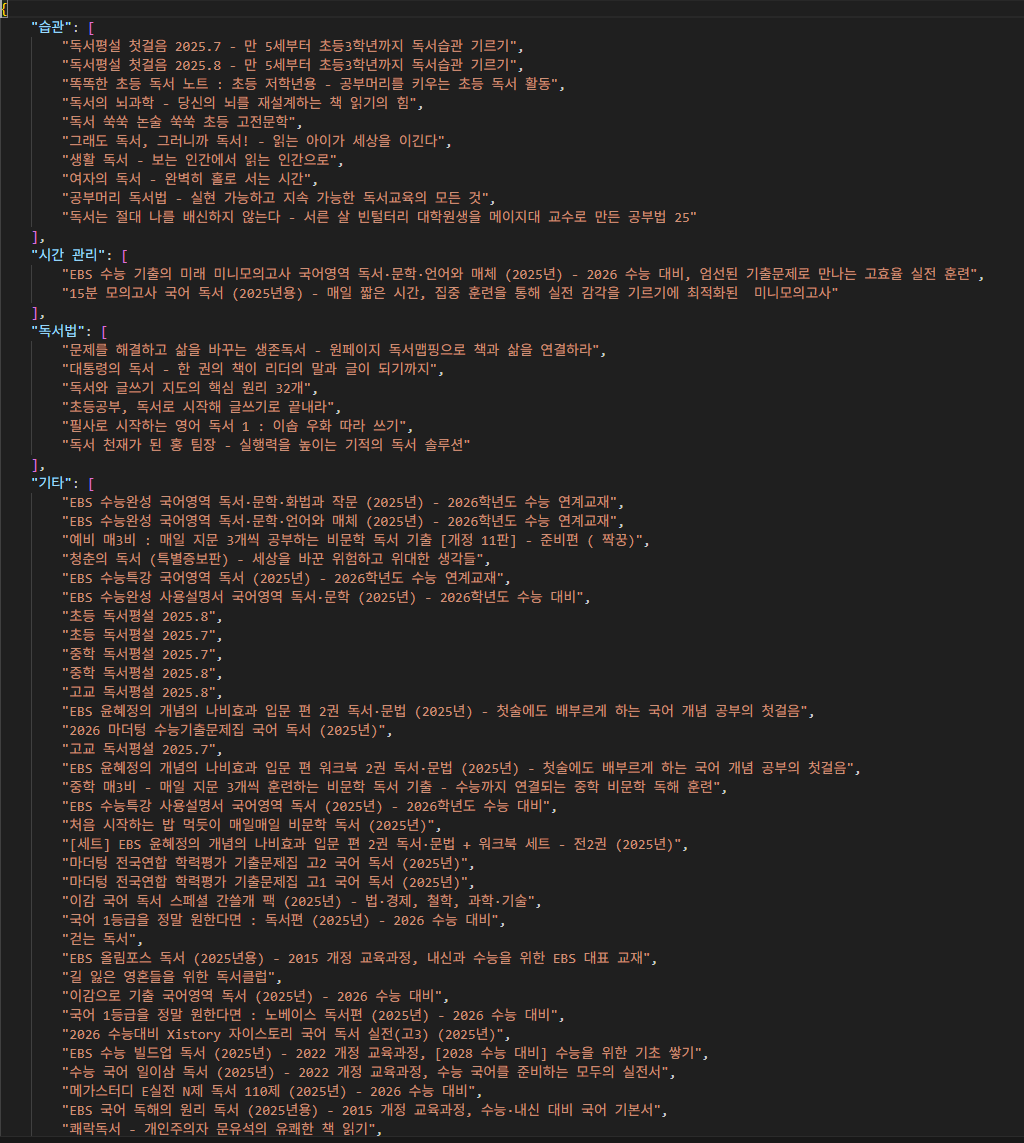 {
"습관": [
"독서평설 첫걸음 2025.7 - 만 5세부터 초등3학년까지 독서습관 기르기",
"독서평설 첫걸음 2025.8 - 만 5세부터 초등3학년까지 독서습관 기르기",
"똑똑한 초등 독서 노트 : 초등 저학년용 - 공부머리를 키우는 초등 독서 활동",
"독서의 뇌과학 - 당신의 뇌를 재설계하는 책 읽기의 힘",
"독서 쑥쑥 논술 쑥쑥 초등 고전문학",
"그래도 독서, 그러니까 독서! - 읽는 아이가 세상을 이긴다",
"생활 독서 - 보는 인간에서 읽는 인간으로",
"여자의 독서 - 완벽히 홀로 서는 시간",
"공부머리 독서법 - 실현 가능하고 지속 가능한 독서교육의 모든 것",
"독서는 절대 나를 배신하지 않는다 - 서른 살 빈털터리 대학원생을 메이지대 교수로 만든 공부법 25"
],
"시간 관리": [
"EBS 수능 기출의 미래 미니모의고사 국어영역 독서·문학·언어와 매체 (2025년) - 2026 수능 대비, 엄선된 기출문제로 만나는 고효율 실전 훈련",
"15분 모의고사 국어 독서 (2025년용) - 매일 짧은 시간, 집중 훈련을 통해 실전 감각을 기르기에 최적화된  미니모의고사"
],
"독서법": [
"문제를 해결하고 삶을 바꾸는 생존독서 - 원페이지 독서맵핑으로 책과 삶을 연결하라",
"대통령의 독서 - 한 권의 책이 리더의 말과 글이 되기까지",
"독서와 글쓰기 지도의 핵심 원리 32개",
"초등공부, 독서로 시작해 글쓰기로 끝내라",
"필사로 시작하는 영어 독서 1 : 이솝 우화 따라 쓰기",
"독서 천재가 된 홍 팀장 - 실행력을 높이는 기적의 독서 솔루션"
],
"기타": [
"EBS 수능완성 국어영역 독서·문학·화법과 작문 (2025년) - 2026학년도 수능 연계교재",
"EBS 수능완성 국어영역 독서·문학·언어와 매체 (2025년) - 2026학년도 수능 연계교재",
"예비 매3비 : 매일 지문 3개씩 공부하는 비문학 독서 기출 [개정 11판] - 준비편 ( 짝꿍)",
"청춘의 독서 (특별증보판) - 세상을 바꾼 위험하고 위대한 생각들",
"EBS 수능특강 국어영역 독서 (2025년) - 2026학년도 수능 연계교재",
"EBS 수능완성 사용설명서 국어영역 독서·문학 (2025년) - 2026학년도 수능 대비",
"초등 독서평설 2025.8",
"초등 독서평설 2025.7",
"중학 독서평설 2025.7",
"중학 독서평설 2025.8",
"고교 독서평설 2025.8",
"EBS 윤혜정의 개념의 나비효과 입문 편 2권 독서·문법 (2025년) - 첫술에도 배부르게 하는 국어 개념 공부의 첫걸음",
"2026 마더텅 수능기출문제집 국어 독서 (2025년)",
"고교 독서평설 2025.7",
"EBS 윤혜정의 개념의 나비효과 입문 편 워크북 2권 독서·문법 (2025년) - 첫술에도 배부르게 하는 국어 개념 공부의 첫걸음",
"중학 매3비 - 매일 지문 3개씩 훈련하는 비문학 독서 기출 - 수능까지 연결되는 중학 비문학 독해 훈련",
"EBS 수능특강 사용설명서 국어영역 독서 (2025년) - 2026학년도 수능 대비",
"처음 시작하는 밥 먹듯이 매일매일 비문학 독서 (2025년)",
"[세트] EBS 윤혜정의 개념의 나비효과 입문 편 2권 독서·문법 + 워크북 세트 - 전2권 (2025년)",
"마더텅 전국연합 학력평가 기출문제집 고2 국어 독서 (2025년)",
"마더텅 전국연합 학력평가 기출문제집 고1 국어 독서 (2025년)",
"이감 국어 독서 스페셜 간쓸개 팩 (2025년) - 법·경제, 철학, 과학·기술",
"국어 1등급을 정말 원한다면 : 독서편 (2025년) - 2026 수능 대비",
"걷는 독서",
"EBS 올림포스 독서 (2025년용) - 2015 개정 교육과정, 내신과 수능을 위한 EBS 대표 교재",
"길 잃은 영혼들을 위한 독서클럽",
"이감으로 기출 국어영역 독서 (2025년) - 2026 수능 대비",
"국어 1등급을 정말 원한다면 : 노베이스 독서편 (2025년) - 2026 수능 대비",
"2026 수능대비 Xistory 자이스토리 국어 독서 실전(고3) (2025년)",
"EBS 수능 빌드업 독서 (2025년) - 2022 개정 교육과정, [2028 수능 대비] 수능을 위한 기초 쌓기",
"수능 국어 일이삼 독서 (2025년) - 2022 개정 교육과정, 수능 국어를 준비하는 모두의 실전서",
"메가스터디 E실전 N제 독서 110제 (2025년) - 2026 수능 대비",
"EBS 국어 독해의 원리 독서 (2025년용) - 2015 개정 교육과정, 수능·내신 대비 국어 기본서",
"쾌락독서 - 개인주의자 문유석의 유쾌한 책 읽기",